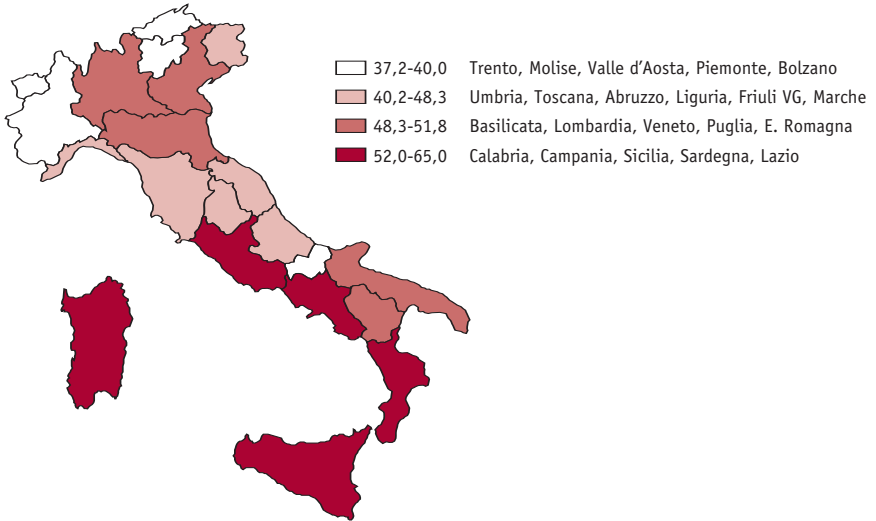 37,2-40,0 Trento, Molise, Valle d'Aosta, Piemonte, Bolzano
40,2-48,3 Umbria, Toscana, Abruzzo, Liguria, Friuli VG, Marche
48,3-51,8 Basilicata, Lombardia, Veneto, Puglia, E. Romagna
52,0-65,0 Calabria, Campania, Sicilia, Sardegna, Lazio